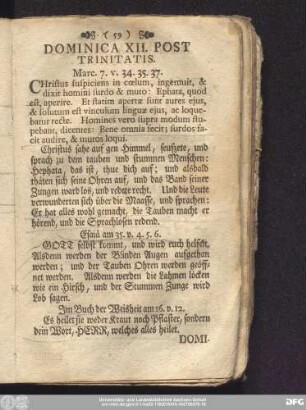 ( 59 )
DOMINICA XII. POST
TRINITATIS.
Marc. 7. v. 34. 35. 37.
CHristus suspiciens in cœlum, ingemuit, &
dixit homini surdo & muto: Ephata, quod
est, aperire. Et statim apertæ sunt aures ejus,
& solutum est vinculum linguæ ejus, ac loque-
batur recte. Homines vero supra modum stu-
pebant, dicentes: Bene omnia fecit; surdos fa-
cit audire, & mutos loqui.
Christus sahe auf gen Himmel, seufzete, und
sprach zu dem tauben und stummen Menschen:
Hephata, das ist, thue dich auf; und alsbald
thäten sich seine Ohren auf, und das Band seiner
Zungen ward loß, und redete recht. Und die Leute
verwunderten sich über die Maasse, und sprachen:
Er hat alles wohl gemacht, die Tauben macht er
hörend, und die Sprachlosen redend.
Esaiä am 35. v. 4. 5. 6.
GOTT selbst kommt, und wird euch helfen.
Alsdenn werden der Blinden Augen aufgethan
werden; und der Tauben Ohren werden geöff-
net werden. Alsdenn werden die Lahmen löcken
wie ein Hirsch, und der Stummen Zunge wird
Lob sagen.
Im Buch der Weißheit am 16. v. 12.
Es heilet sie weder Kraut noch Pflaster, sondern
dein Wort, HERR, welches alles heilet.
DOMI-